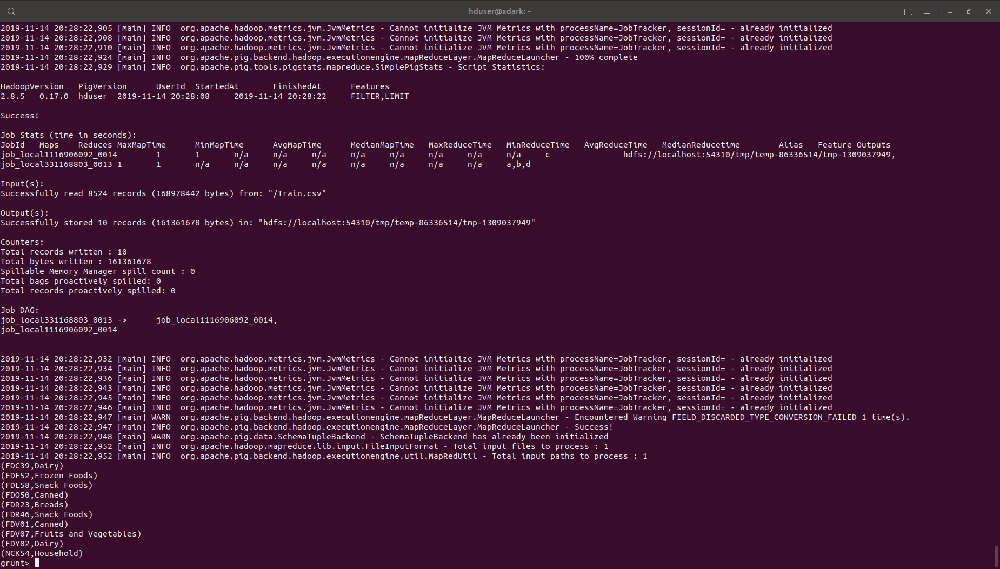 hduser@xdark: ~
2019-11-14 20:28:22,905 [main] INFO  org.apache.hadoop.metrics.jvm.JvmMetrics - Cannot initialize JVM Metrics with processName=JobTracker, sessionId= - already initialized
2019-11-14 20:28:22,908 [main] INFO  org.apache.hadoop.metrics.jvm.JvmMetrics - Cannot initialize JVM Metrics with processName=JobTracker, sessionId= - already initialized
2019-11-14 20:28:22,910 [main] INFO  org.apache.hadoop.metrics.jvm.JvmMetrics - Cannot initialize JVM Metrics with processName=JobTracker, sessionId= - already initialized
2019-11-14 20:28:22,924 [main] INFO  org.apache.pig.backend.hadoop.executionengine.mapReduceLayer.MapReduceLauncher - 100% complete
2019-11-14 20:28:22,929 [main] INFO  org.apache.pig.tools.pigstats.mapreduce.SimplePigStats - Script Statistics:
HadoopVersion   PigVersion      UserId  StartedAt       FinishedAt      Features
2.8.5   0.17.0  hduser  2019-11-14 20:28:08     2019-11-14 20:28:22     FILTER,LIMIT
Success!
Job Stats (time in seconds):
JobId   Maps    Reduces MaxMapTime      MinMapTime      AvgMapTime      MedianMapTime   MaxReduceTime   MinReduceTime   AvgReduceTime   MedianReducetime        Alias   Feature Outputs
job_local1116906092_0014        1       1       n/a     n/a     n/a     n/a     n/a     n/a     n/a     n/a     c               hdfs://localhost:54310/tmp/temp-86336514/tmp-1309037949,
job_local331168803_0013 1       1       n/a     n/a     n/a     n/a     n/a     n/a     n/a     n/a     a,b,d
Input(s):
Successfully read 8524 records (168978442 bytes) from: "/Train.csv"
Output(s):
Successfully stored 10 records (161361678 bytes) in: "hdfs://localhost:54310/tmp/temp-86336514/tmp-1309037949"
Counters:
Total records written : 10
Total bytes written : 161361678
Spillable Memory Manager spill count : 0
Total bags proactively spilled: 0
Total records proactively spilled: 0
Job DAG:
job_local331168803_0013 ->      job_local1116906092_0014,
job_local1116906092_0014
2019-11-14 20:28:22,932 [main] INFO  org.apache.hadoop.metrics.jvm.JvmMetrics - Cannot initialize JVM Metrics with processName=JobTracker, sessionId= - already initialized
2019-11-14 20:28:22,934 [main] INFO  org.apache.hadoop.metrics.jvm.JvmMetrics - Cannot initialize JVM Metrics with processName=JobTracker, sessionId= - already initialized
2019-11-14 20:28:22,936 [main] INFO  org.apache.hadoop.metrics.jvm.JvmMetrics - Cannot initialize JVM Metrics with processName=JobTracker, sessionId= - already initialized
2019-11-14 20:28:22,943 [main] INFO  org.apache.hadoop.metrics.jvm.JvmMetrics - Cannot initialize JVM Metrics with processName=JobTracker, sessionId= - already initialized
2019-11-14 20:28:22,945 [main] INFO  org.apache.hadoop.metrics.jvm.JvmMetrics - Cannot initialize JVM Metrics with processName=JobTracker, sessionId= - already initialized
2019-11-14 20:28:22,946 [main] INFO  org.apache.hadoop.metrics.jvm.JvmMetrics - Cannot initialize JVM Metrics with processName=JobTracker, sessionId= - already initialized
2019-11-14 20:28:22,947 [main] WARN  org.apache.pig.backend.hadoop.executionengine.mapReduceLayer.MapReduceLauncher - Encountered Warning FIELD_DISCARDED_TYPE_CONVERSION_FAILED 1 time(s).
2019-11-14 20:28:22,947 [main] INFO  org.apache.pig.backend.hadoop.executionengine.mapReduceLayer.MapReduceLauncher - Success!
2019-11-14 20:28:22,948 [main] WARN  org.apache.pig.data.SchemaTupleBackend - SchemaTupleBackend has already been initialized
2019-11-14 20:28:22,952 [main] INFO  org.apache.hadoop.mapreduce.lib.input.FileInputFormat - Total input files to process : 1
2019-11-14 20:28:22,952 [main] INFO  org.apache.pig.backend.hadoop.executionengine.util.MapRedUtil - Total input paths to process : 1
(FDC39,Dairy)
(FDF52,Frozen Foods)
(FDL58,Snack Foods)
(FDO50,Canned)
(FDR23,Breads)
(FDR46,Snack Foods)
(FDV01,Canned)
(FDV07,Fruits and Vegetables)
(FDY02,Dairy)
(NCK54,Household)
grunt>